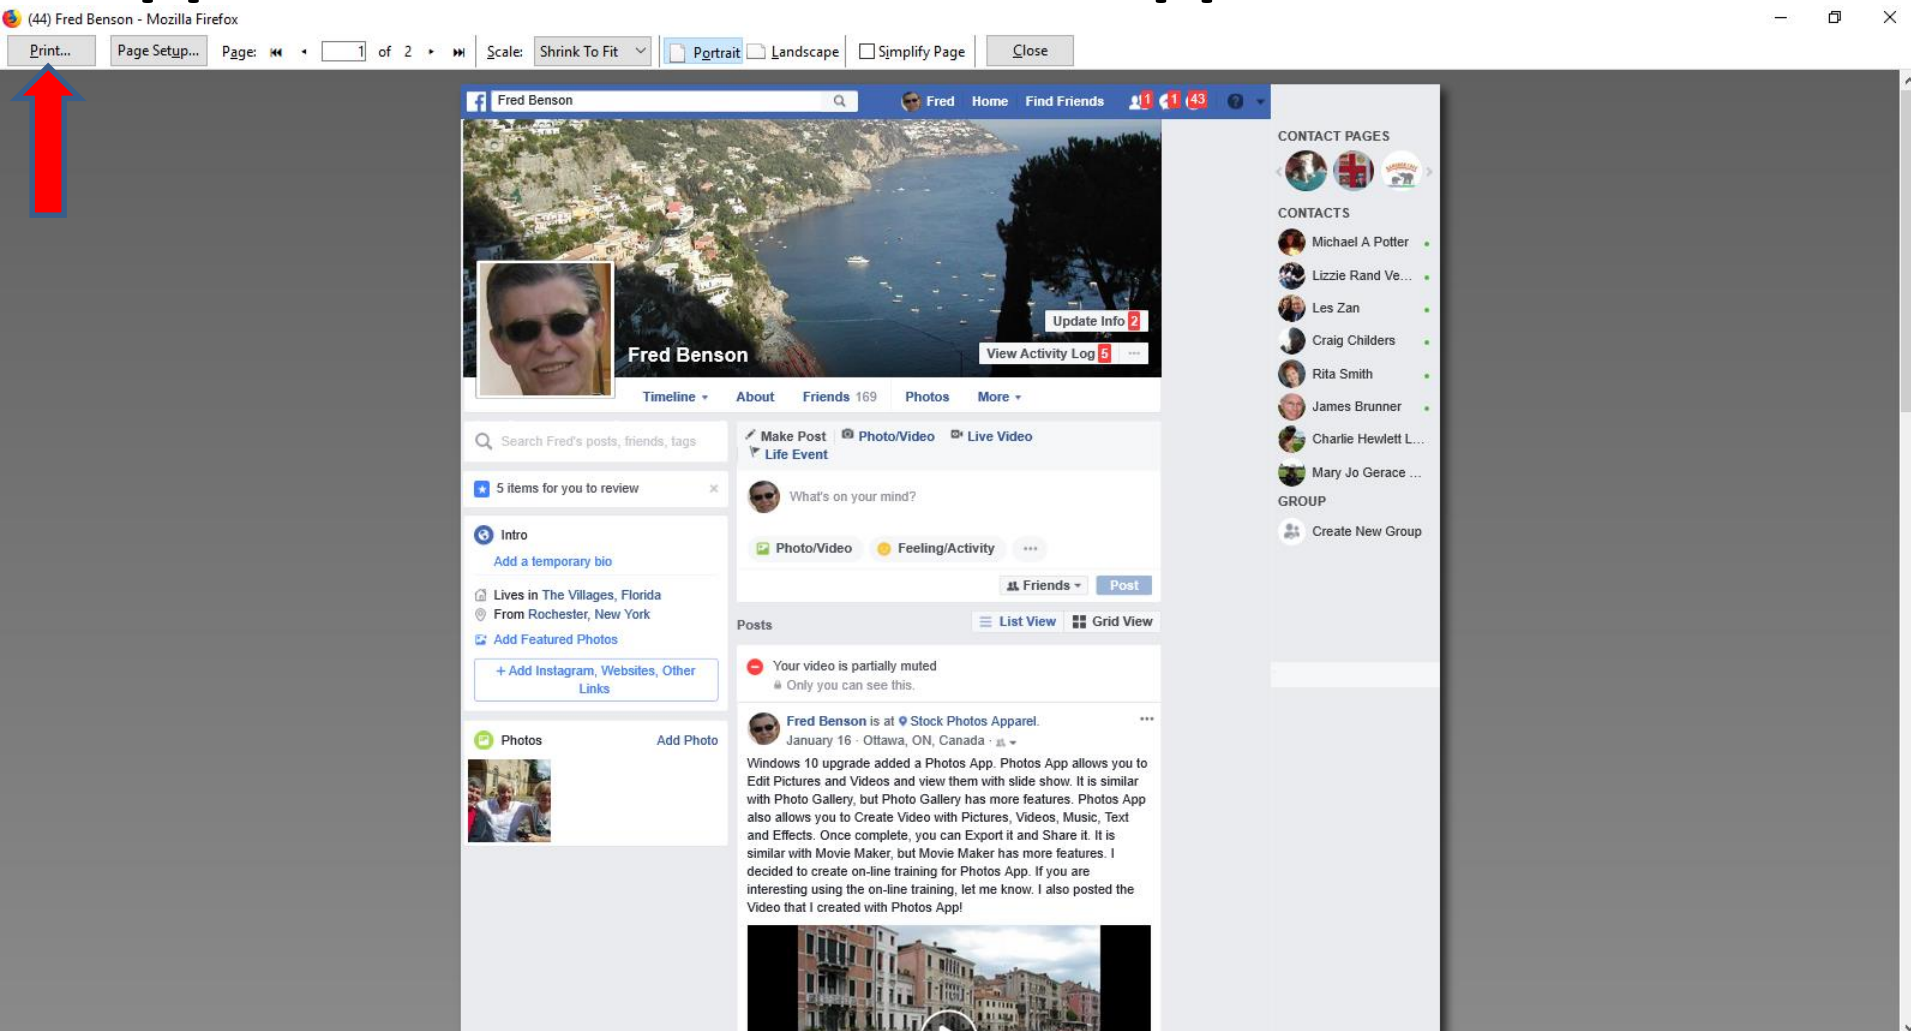 (44) Fred Benson - Mozilla Firefox
Print... Page Setup... Page: 1 of 2 Scale: Shrink To Fit Portrait Landscape Simplify Page Close
Fred Benson Fred Home Find Friends 1 1 43
CONTACT PAGES
CONTACTS
Michael A Potter
Lizzie Rand Ve...
Les Zan
Craig Childers
Rita Smith
James Brunner
Charlie Hewlett L...
Mary Jo Gerace ...
GROUP
Create New Group
Update Info 2
Fred Benson
View Activity Log 5 ...
Timeline About Friends 169 Photos More
Search Fred's posts, friends, tags
5 items for you to review
Intro
Add a temporary bio
Lives in The Villages, Florida
From Rochester, New York
Add Featured Photos
+ Add Instagram, Websites, Other
Links
Photos Add Photo
Make Post Photo/Video Live Video
Life Event
What's on your mind?
Photo/Video Feeling/Activity ...
Friends Post
Posts List View Grid View
Your video is partially muted
Only you can see this.
Fred Benson is at Stock Photos Apparel. ...
January 16 · Ottawa, ON, Canada ·
Windows 10 upgrade added a Photos App. Photos App allows you to
Edit Pictures and Videos and view them with slide show. It is similar
with Photo Gallery, but Photo Gallery has more features. Photos App
also allows you to Create Video with Pictures, Videos, Music, Text
and Effects. Once complete, you can Export it and Share it. It is
similar with Movie Maker, but Movie Maker has more features. I
decided to create on-line training for Photos App. If you are
interesting using the on-line training, let me know. I also posted the
Video that I created with Photos App!